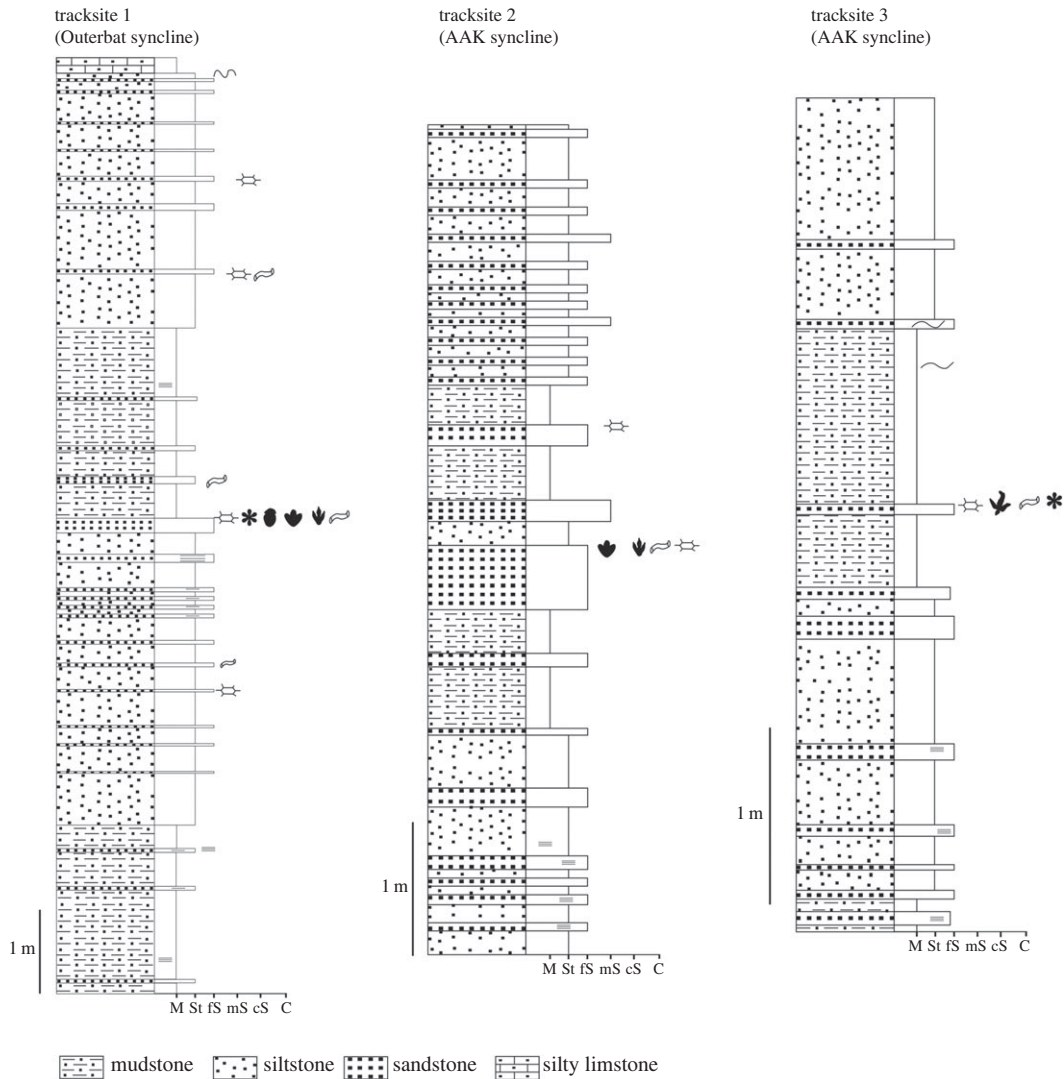 tracksite 1
(Outerbat syncline)
tracksite 2
(AAK syncline)
tracksite 3
(AAK syncline)
1 m
M St fS mS cS C
1 m
M St fS mS cS C
1 m
M St fS mS cS C
mudstone siltstone sandstone silty limstone